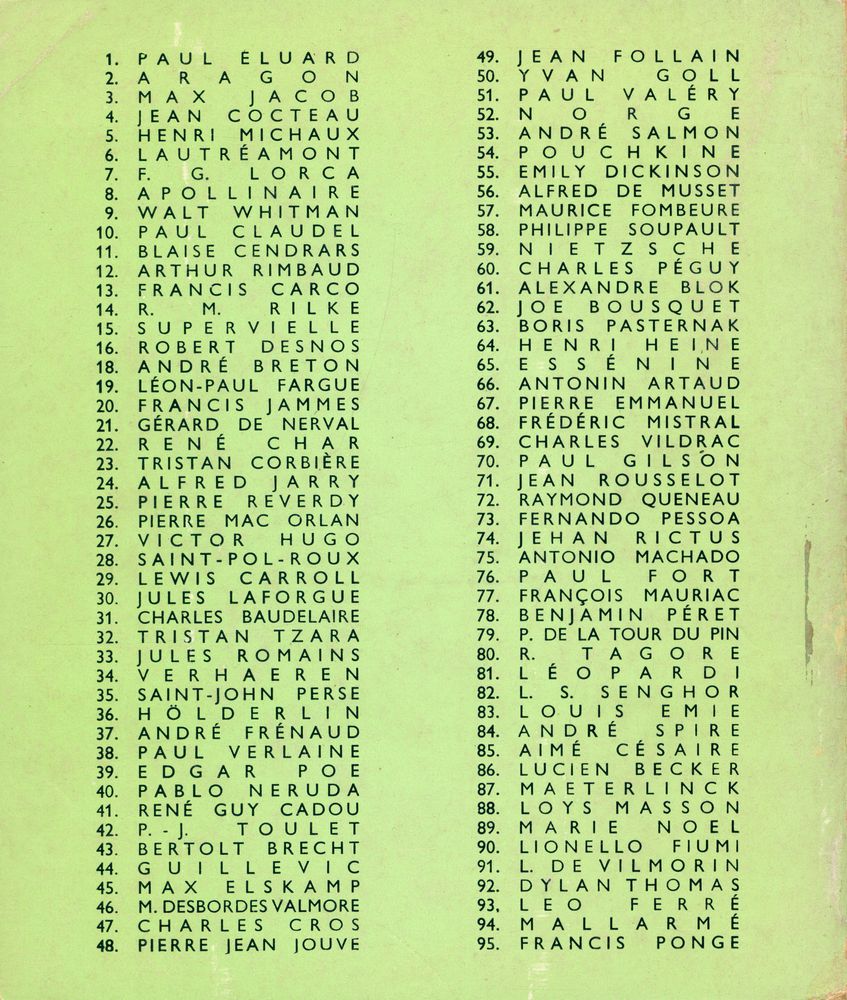 1. PAUL ÉLUARD
2. ARAGON
3. MAX JACOB
4. JEAN COCTEAU
5. HENRI MICHAUX
6. LAUTRÉAMONT
7. F. G. LORCA
8. APOLLINAIRE
9. WALT WHITMAN
10. PAUL CLAUDEL
11. BLAISE CENDRARS
12. ARTHUR RIMBAUD
13. FRANCIS CARCO
14. R. M. RILKE
15. SUPERVIELLE
16. ROBERT DESNOS
18. ANDRÉ BRETON
19. LÉON-PAUL FARGUE
20. FRANCIS JAMMES
21. GÉRARD DE NERVAL
22. RENÉ CHAR
23. TRISTAN CORBIÈRE
24. ALFRED JARRY
25. PIERRE REVERDY
26. PIERRE MAC ORLAN
27. VICTOR HUGO
28. SAINT-POL-ROUX
29. LEWIS CARROLL
30. JULES LAFORGUE
31. CHARLES BAUDELAIRE
32. TRISTAN TZARA
33. JULES ROMAINS
34. VERHAEREN
35. SAINT-JOHN PERSE
36. HÖLDERLIN
37. ANDRÉ FRÉNAUD
38. PAUL VERLAINE
39. EDGAR POE
40. PABLO NERUDA
41. RENÉ GUY CADOU
42. P.-J. TOULET
43. BERTOLT BRECHT
44. GUILLEVIC
45. MAX ELSKAMP
46. M. DESBORDES VALMORE
47. CHARLES CROS
48. PIERRE JEAN JOUVE
49. JEAN FOLLAIN
50. YVAN GOLL
51. PAUL VALÉRY
52. NORGE
53. ANDRÉ SALMON
54. POUCHKINE
55. EMILY DICKINSON
56. ALFRED DE MUSSET
57. MAURICE FOMBEURE
58. PHILIPPE SOUPAULT
59. NIETZSCHE
60. CHARLES PÉGUY
61. ALEXANDRE BLOK
62. JOE BOUSQUET
63. BORIS PASTERNAK
64. HENRI HEINE
65. ESSÉNINE
66. ANTONIN ARTAUD
67. PIERRE EMMANUEL
68. FRÉDÉRIC MISTRAL
69. CHARLES VILDRAC
70. PAUL GILSON
71. JEAN ROUSSELOT
72. RAYMOND QUENEAU
73. FERNANDO PESSOA
74. JEHAN RICTUS
75. ANTONIO MACHADO
76. PAUL FORT
77. FRANÇOIS MAURIAC
78. BENJAMIN PÉRET
79. P. DE LA TOUR DU PIN
80. R. TAGORE
81. LÉOPARDI
82. L. S. SENGHOR
83. LOUIS EMIE
84. ANDRÉ SPIRE
85. AIMÉ CÉSAIRE
86. LUCIEN BECKER
87. MAETERLINCK
88. LOYS MASSON
89. MARIE NOEL
90. LIONELLO FIUMI
91. L. DE VILMORIN
92. DYLAN THOMAS
93. LEO FERRÉ
94. MALLARMÉ
95. FRANCIS PONGE